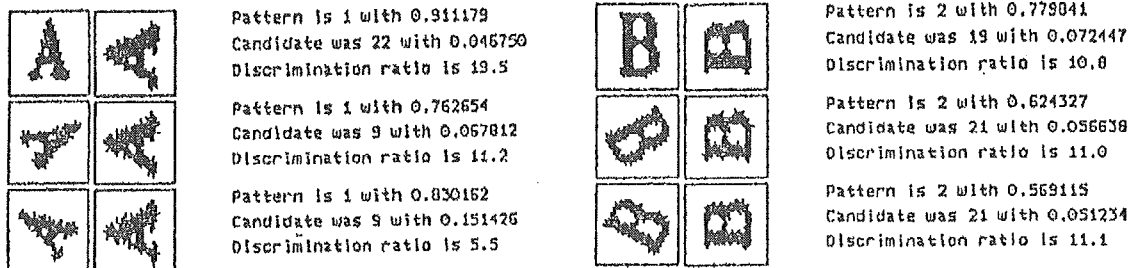 Pattern is 1 with 0.911179
Candidate was 22 with 0.046750
Discrimination ratio is 19.5
Pattern is 1 with 0.762654
Candidate was 9 with 0.067812
Discrimination ratio is 11.2
Pattern is 1 with 0.830162
Candidate was 9 with 0.151426
Discrimination ratio is 5.5
A
Pattern is 2 with 0.779041
Candidate was 19 with 0.072447
Discrimination ratio is 10.8
Pattern is 2 with 0.624327
Candidate was 21 with 0.056638
Discrimination ratio is 11.0
Pattern is 2 with 0.569115
Candidate was 21 with 0.051234
Discrimination ratio is 11.1
B